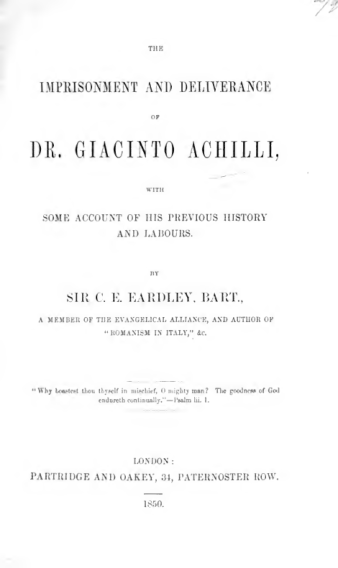 THE
IMPRISONMENT AND DELIVERANCE
OF
DR. GIACINTO ACHILLI,
WITH
SOME ACCOUNT OF HIS PREVIOUS HISTORY
AND LABOURS.
BY
SIR C. E. EARDLEY, BART.,
A MEMBER OF THE EVANGELICAL ALLIANCE, AND AUTHOR OF
"ROMANISM IN ITALY," &c.
"Why boastest thou thyself in mischief, O mighty man? The goodness of God
endureth continually."—Psalm lii. 1.
LONDON:
PARTRIDGE AND OAKEY, 34, PATERNOSTER ROW.
1850.